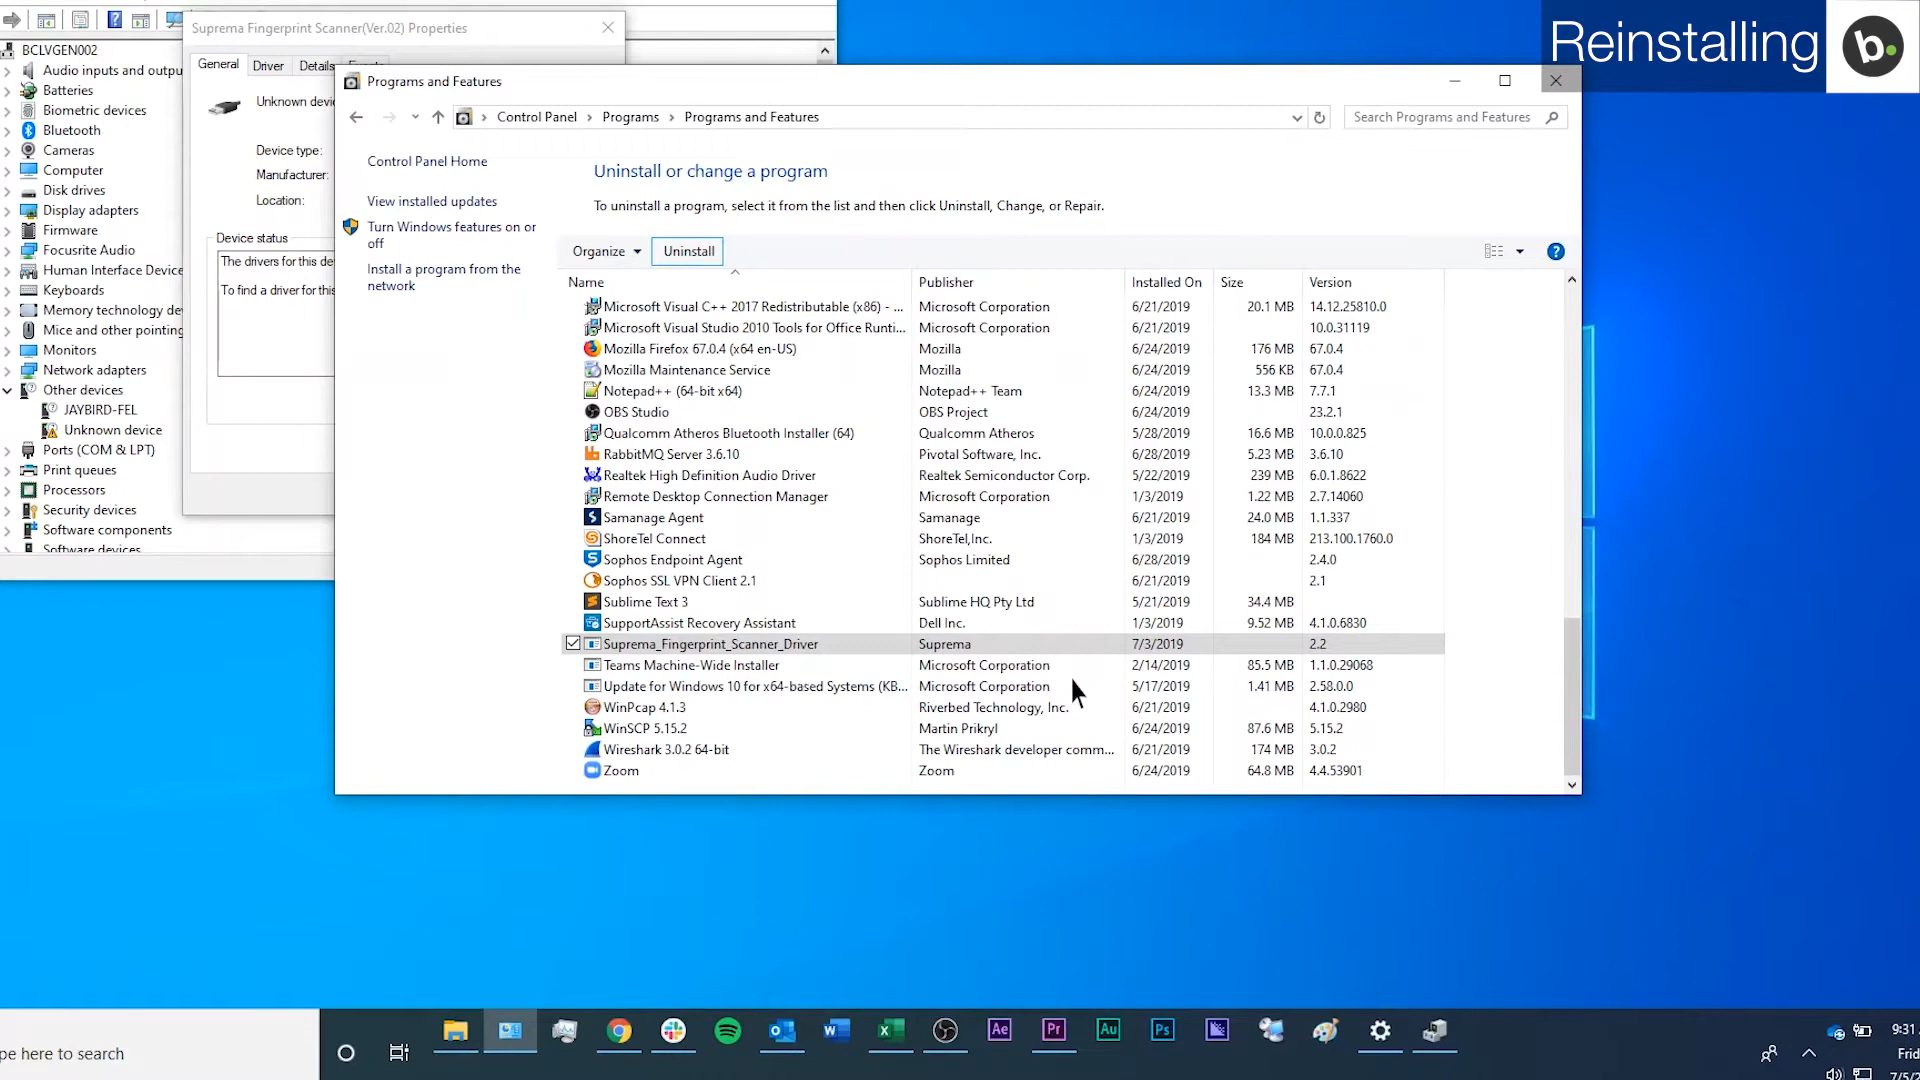 Reinstalling
b.
Suprema Fingerprint Scanner(Ver.02) Properties
General
Driver
Details
Unknown devi
Device type:
Manufacturer:
Location:
Device status
The drivers for this de
To find a driver for this
BCLVGEN002
Audio inputs and outpu
Batteries
Biometric devices
Bluetooth
Cameras
Computer
Disk drives
Display adapters
Firmware
Focusrite Audio
Human Interface Device
Keyboards
Memory technology de
Mice and other pointing
Monitors
Network adapters
Other devices
JAYBIRD-FEL
Unknown device
Ports (COM & LPT)
Print queues
Processors
Security devices
Software components
Software devices
Programs and Features
Control Panel > Programs > Programs and Features
Search Programs and Features
Control Panel Home
View installed updates
Turn Windows features on or
off
Install a program from the
network
Uninstall or change a program
To uninstall a program, select it from the list and then click Uninstall, Change, or Repair.
Organize Uninstall
Name Publisher Installed On Size Version
Microsoft Visual C++ 2017 Redistributable (x86) - ... Microsoft Corporation 6/21/2019 20.1 MB 14.12.25810.0
Microsoft Visual Studio 2010 Tools for Office Runti... Microsoft Corporation 6/21/2019 10.0.31119
Mozilla Firefox 67.0.4 (x64 en-US) Mozilla 6/24/2019 176 MB 67.0.4
Mozilla Maintenance Service Mozilla 6/24/2019 556 KB 67.0.4
Notepad++ (64-bit x64) Notepad++ Team 6/24/2019 13.3 MB 7.7.1
OBS Studio OBS Project 6/24/2019 23.2.1
Qualcomm Atheros Bluetooth Installer (64) Qualcomm Atheros 5/28/2019 16.6 MB 10.0.0.825
RabbitMQ Server 3.6.10 Pivotal Software, Inc. 6/28/2019 5.23 MB 3.6.10
Realtek High Definition Audio Driver Realtek Semiconductor Corp. 5/22/2019 239 MB 6.0.1.8622
Remote Desktop Connection Manager Microsoft Corporation 1/3/2019 1.22 MB 2.7.14060
Samanage Agent Samanage 6/21/2019 24.0 MB 1.1.337
ShoreTel Connect ShoreTel,Inc. 1/3/2019 184 MB 213.100.1760.0
Sophos Endpoint Agent Sophos Limited 6/28/2019 2.4.0
Sophos SSL VPN Client 2.1 6/21/2019 2.1
Sublime Text 3 Sublime HQ Pty Ltd 5/21/2019 34.4 MB
SupportAssist Recovery Assistant Dell Inc. 1/3/2019 9.52 MB 4.1.0.6830
Suprema_Fingerprint_Scanner_Driver Suprema 7/3/2019 2.2
Teams Machine-Wide Installer Microsoft Corporation 2/14/2019 85.5 MB 1.1.0.29068
Update for Windows 10 for x64-based Systems (KB... Microsoft Corporation 5/17/2019 1.41 MB 2.58.0.0
WinPcap 4.1.3 Riverbed Technology, Inc. 6/21/2019 4.1.0.2980
WinSCP 5.15.2 Martin Prikryl 6/24/2019 87.6 MB 5.15.2
Wireshark 3.0.2 64-bit The Wireshark developer comm... 6/21/2019 174 MB 3.0.2
Zoom Zoom 6/24/2019 64.8 MB 4.4.53901
pe here to search
Ae Pr Au Ps
9:31
Frid
7/5/2